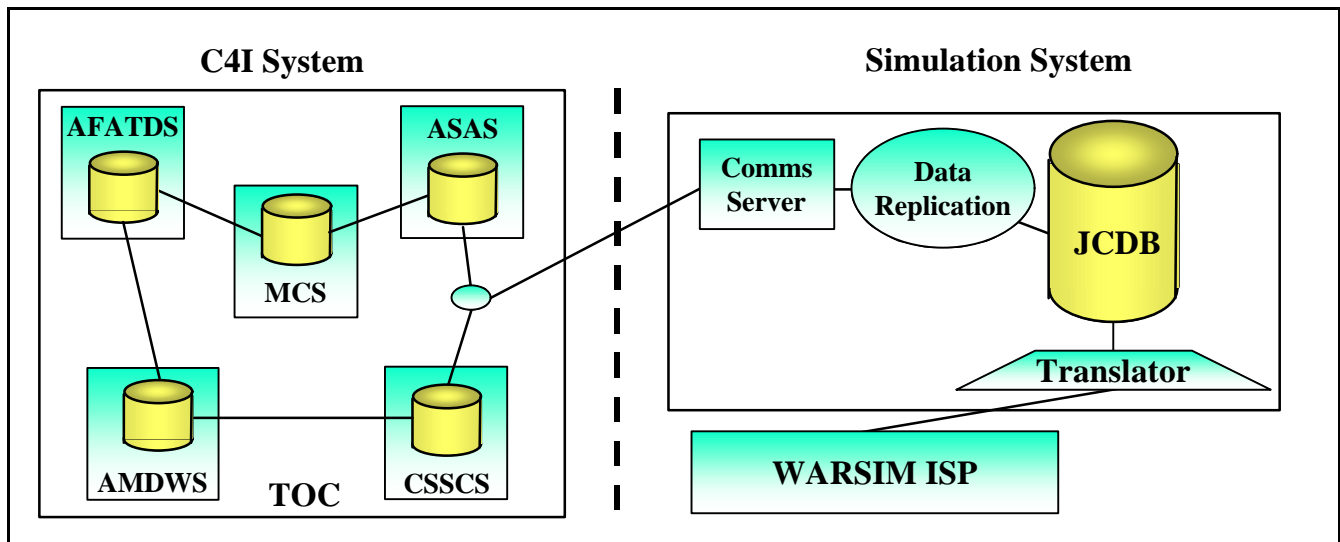 C4I System
Simulation System
AFATDS
ASAS
MCS
AMDWS
TOC
CSSCS
Comms
Server
Data
Replication
JCDB
Translator
WARSIM ISP